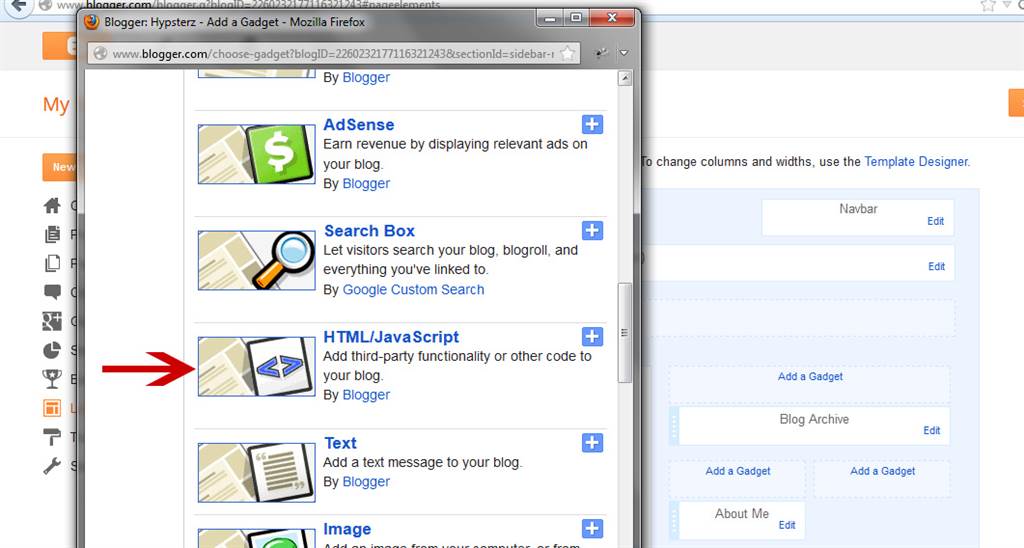 www.blogger.com/blogger.g?blogID=2260232177116321243#pageelements
Blogger: Hypsterz - Add a Gadget - Mozilla Firefox
www.blogger.com/choose-gadget?blogID=2260232177116321243&sectionId=sidebar-r
By Blogger
AdSense
Earn revenue by displaying relevant ads on
your blog.
By Blogger
Search Box
Let visitors search your blog, blogroll, and
everything you've linked to.
By Google Custom Search
HTML/JavaScript
Add third-party functionality or other code to
your blog.
By Blogger
Text
Add a text message to your blog.
By Blogger
Image
Add an image from your computer, or from
My
New
To change columns and widths, use the Template Designer.
Navbar
Edit
Edit
Add a Gadget
Blog Archive
Edit
Add a Gadget
Add a Gadget
About Me
Edit